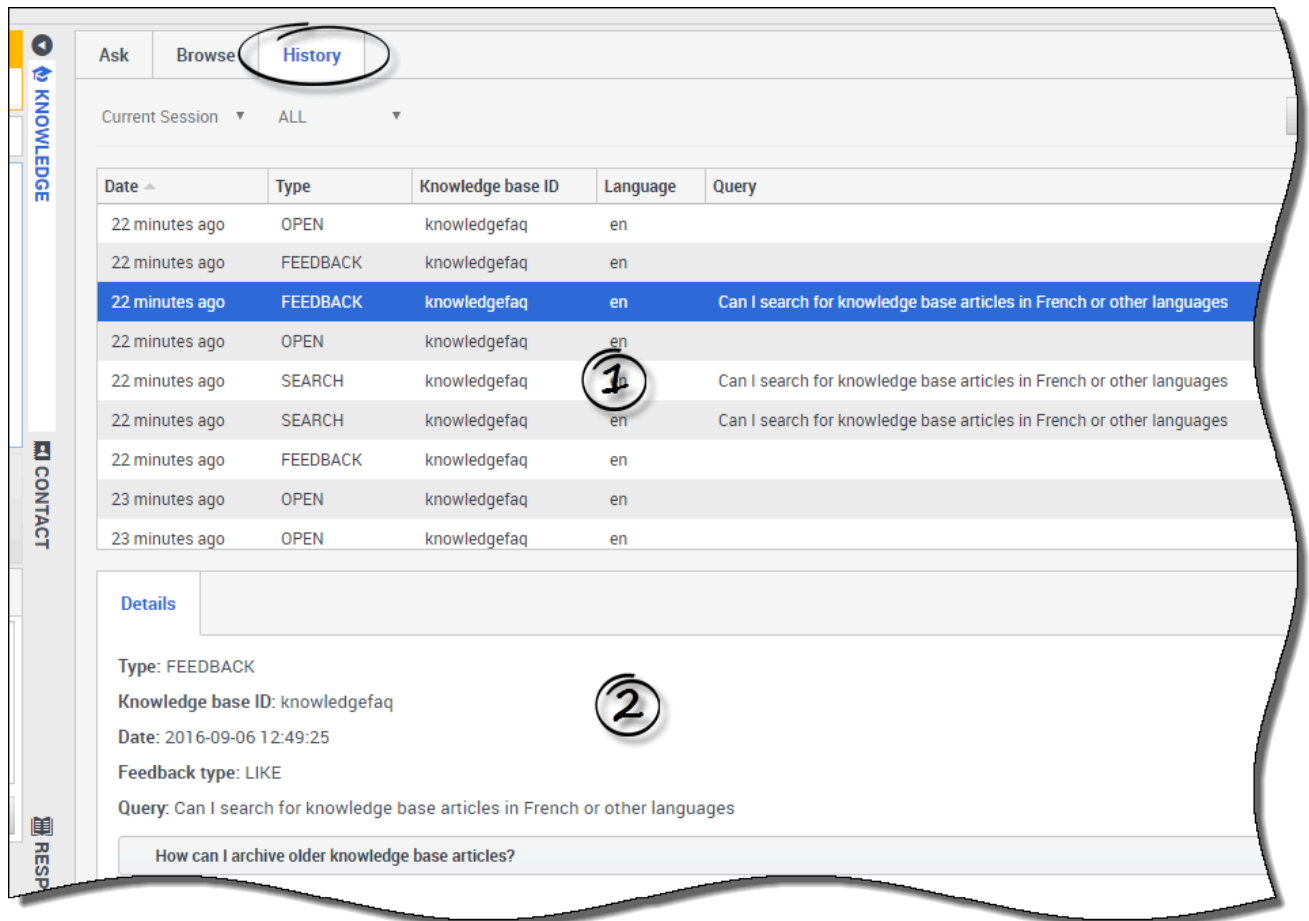 Ask Browse History
KNOWLEDGE
Current Session ALL
Date Type Knowledge base ID Language Query
22 minutes ago OPEN knowledgefaq en
22 minutes ago FEEDBACK knowledgefaq en
22 minutes ago FEEDBACK knowledgefaq en Can I search for knowledge base articles in French or other languages
22 minutes ago OPEN knowledgefaq en
22 minutes ago SEARCH knowledgefaq en Can I search for knowledge base articles in French or other languages
1
22 minutes ago SEARCH knowledgefaq en Can I search for knowledge base articles in French or other languages
22 minutes ago FEEDBACK knowledgefaq en
23 minutes ago OPEN knowledgefaq en
23 minutes ago OPEN knowledgefaq en
CONTACT
Details
Type: FEEDBACK
Knowledge base ID: knowledgefaq
2
Date: 2016-09-06 12:49:25
Feedback type: LIKE
Query: Can I search for knowledge base articles in French or other languages
How can I archive older knowledge base articles?
RESP